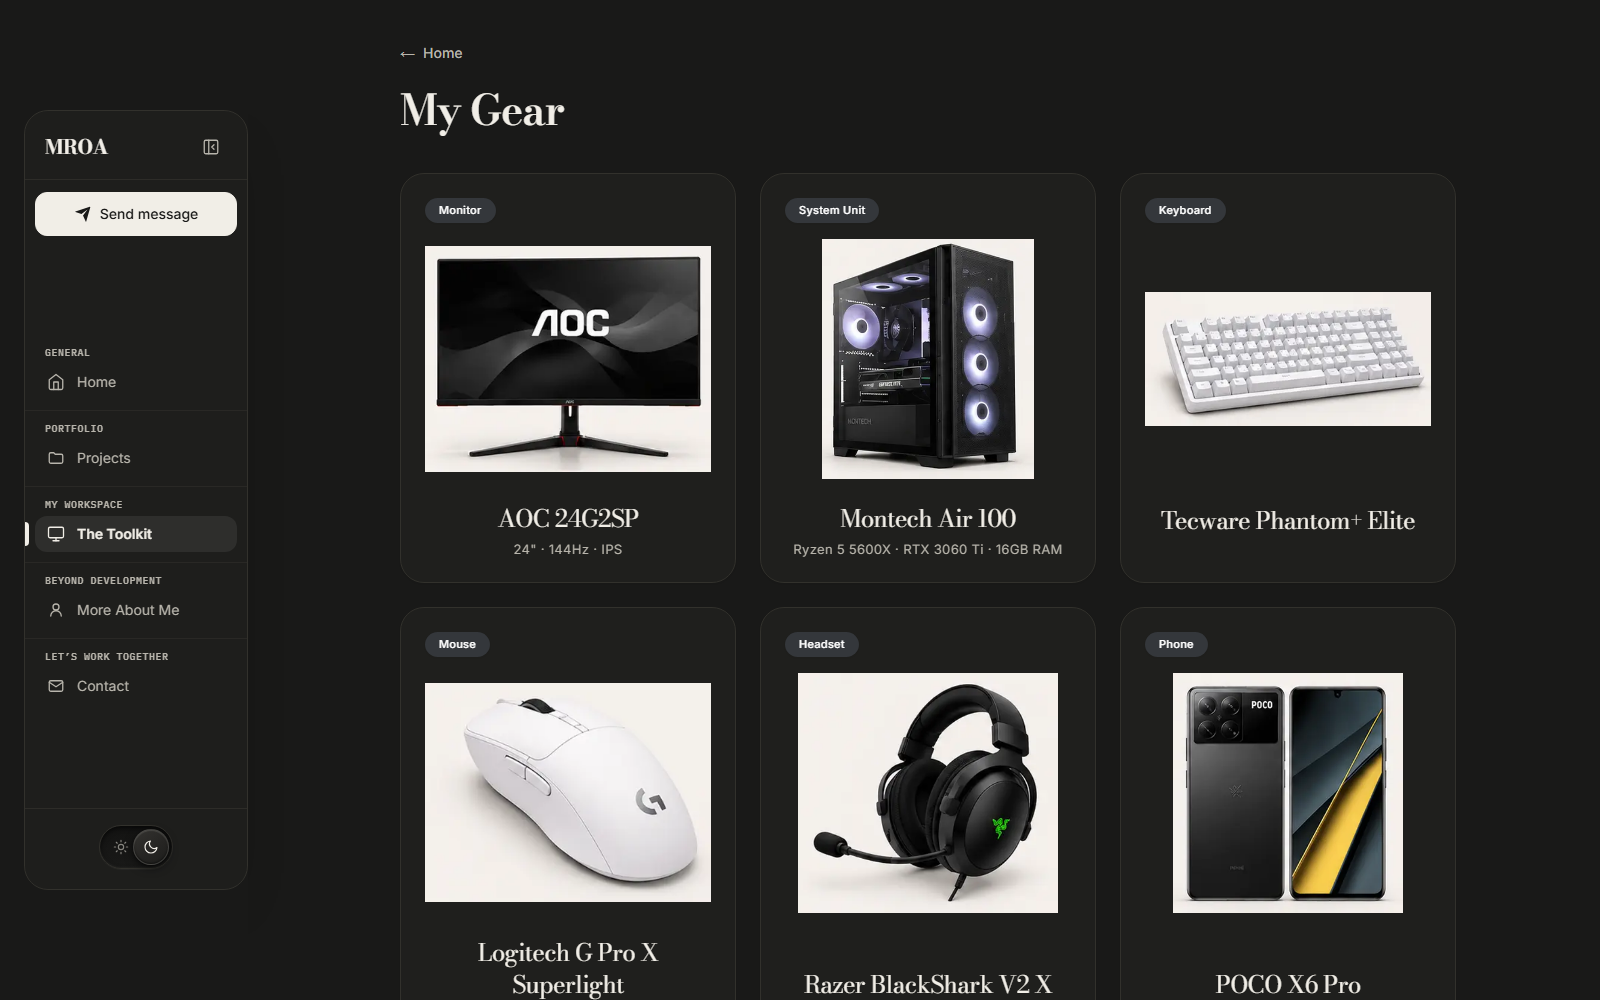 ← Home
My Gear
MROA
Send message
GENERAL
Home
PORTFOLIO
Projects
MY WORKSPACE
The Toolkit
BEYOND DEVELOPMENT
More About Me
LET'S WORK TOGETHER
Contact
Monitor
AOC
AOC 24G2SP
24" · 144Hz · IPS
System Unit
MONTECH
Montech Air 100
Ryzen 5 5600X · RTX 3060 Ti · 16GB RAM
Keyboard
Tecware Phantom+ Elite
Mouse
Logitech G Pro X
Superlight
Headset
Razer BlackShark V2 X
Phone
POCO
POCO X6 Pro